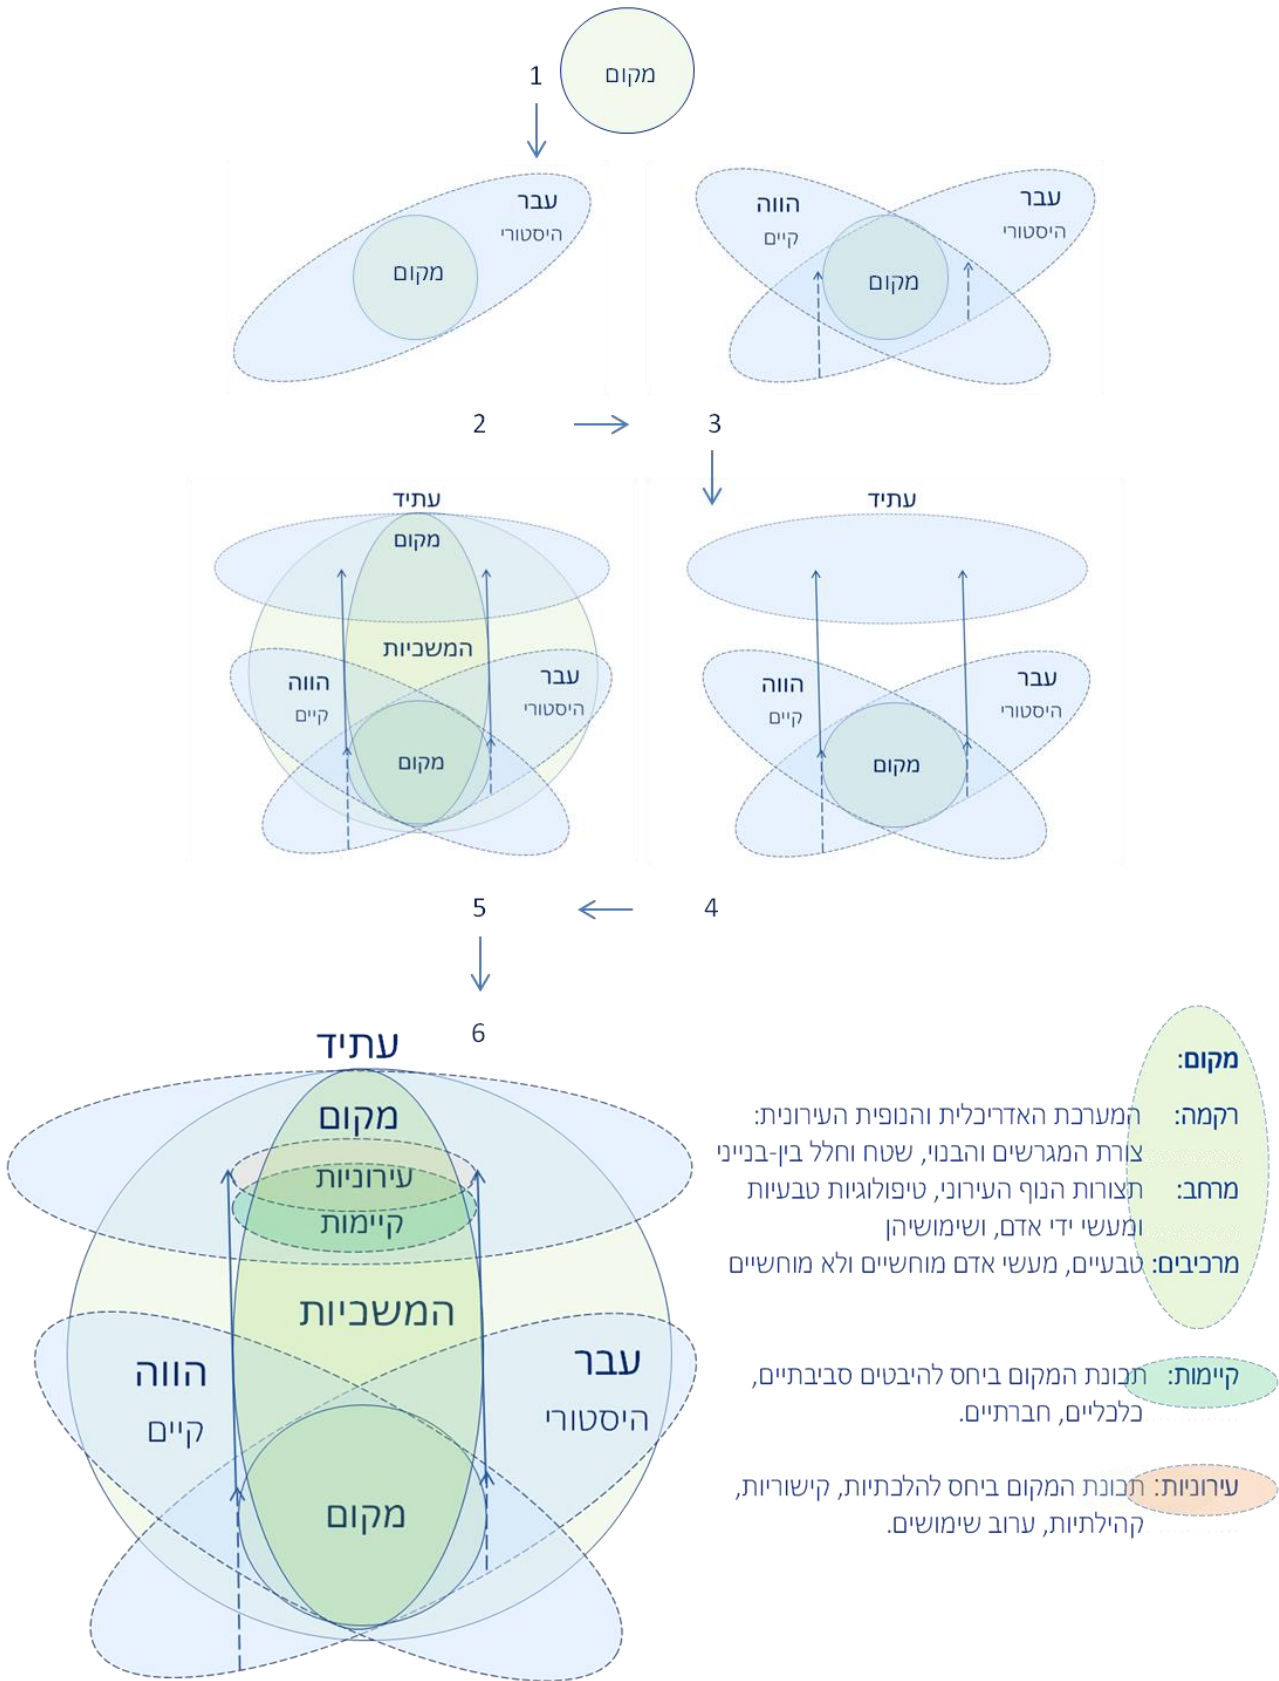 1
מקום
עבר
היסטורי
מקום
הווה
קיים
עבר
היסטורי
מקום
2
3
עתיד
מקום
המשכיות
הווה
קיים
עבר
היסטורי
מקום
עתיד
הווה
קיים
עבר
היסטורי
מקום
5
4
6
עתיד
מקום
עירוניות
קיימות
המשכיות
הווה
קיים
עבר
היסטורי
מקום
מקום:
רקמה: המערכת האדריכלית והנופית העירונית:
צורת המגרשים והבנוי, שטח וחלל בין-בנייני
מרחב: תצורות הנוף העירוני, טיפולוגיות טבעיות
ומעשי ידי אדם, ושימושיהן
מרכיבים: טבעיים, מעשי אדם מוחשיים ולא מוחשיים
קיימות: תכונת המקום ביחס להיבטים סביבתיים,
כלכליים, חברתיים.
עירוניות: תכונת המקום ביחס להלכתיות, קישוריות,
קהילתיות, ערוב שימושים.